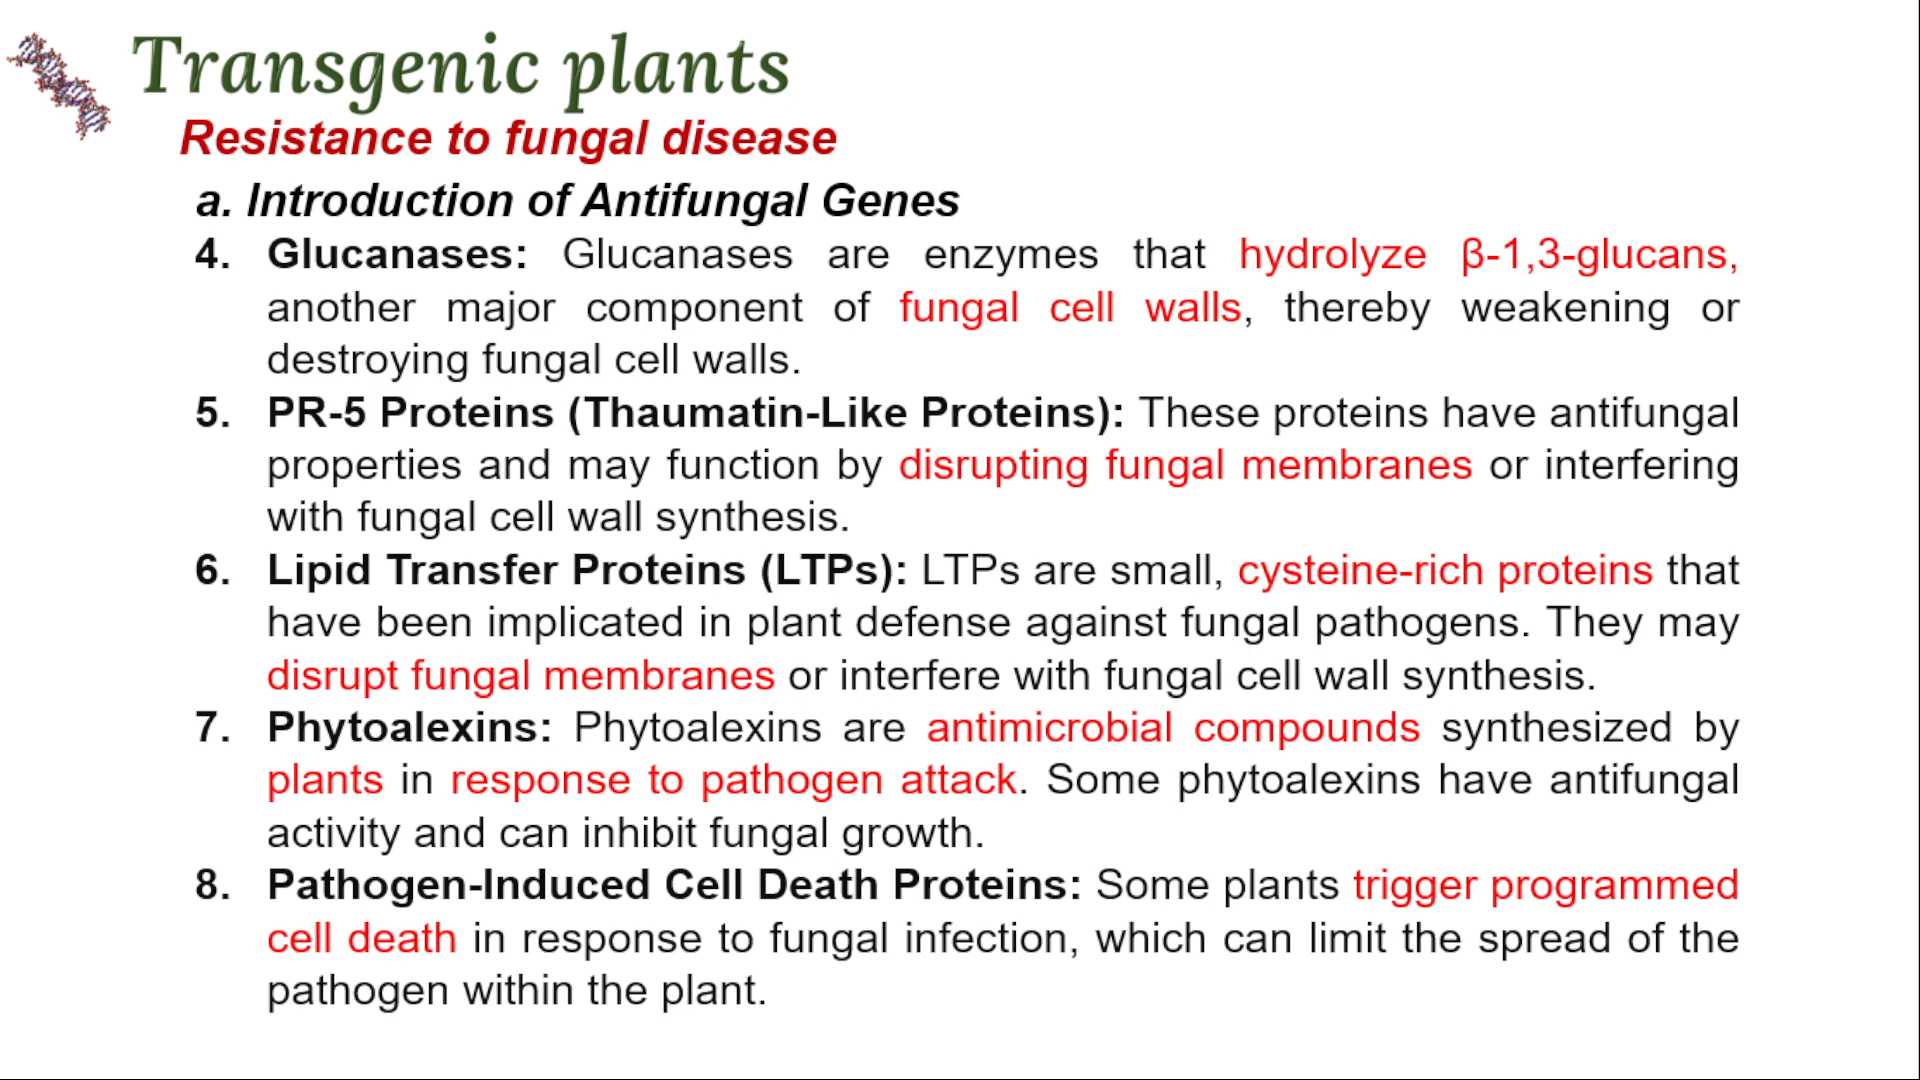 Transgenic plants
Resistance to fungal disease
a. Introduction of Antifungal Genes
4. Glucanases: Glucanases are enzymes that hydrolyze β-1,3-glucans,
another major component of fungal cell walls, thereby weakening or
destroying fungal cell walls.
5. PR-5 Proteins (Thaumatin-Like Proteins): These proteins have antifungal
properties and may function by disrupting fungal membranes or interfering
with fungal cell wall synthesis.
6. Lipid Transfer Proteins (LTPs): LTPs are small, cysteine-rich proteins that
have been implicated in plant defense against fungal pathogens. They may
disrupt fungal membranes or interfere with fungal cell wall synthesis.
7. Phytoalexins: Phytoalexins are antimicrobial compounds synthesized by
plants in response to pathogen attack. Some phytoalexins have antifungal
activity and can inhibit fungal growth.
8. Pathogen-Induced Cell Death Proteins: Some plants trigger programmed
cell death in response to fungal infection, which can limit the spread of the
pathogen within the plant.